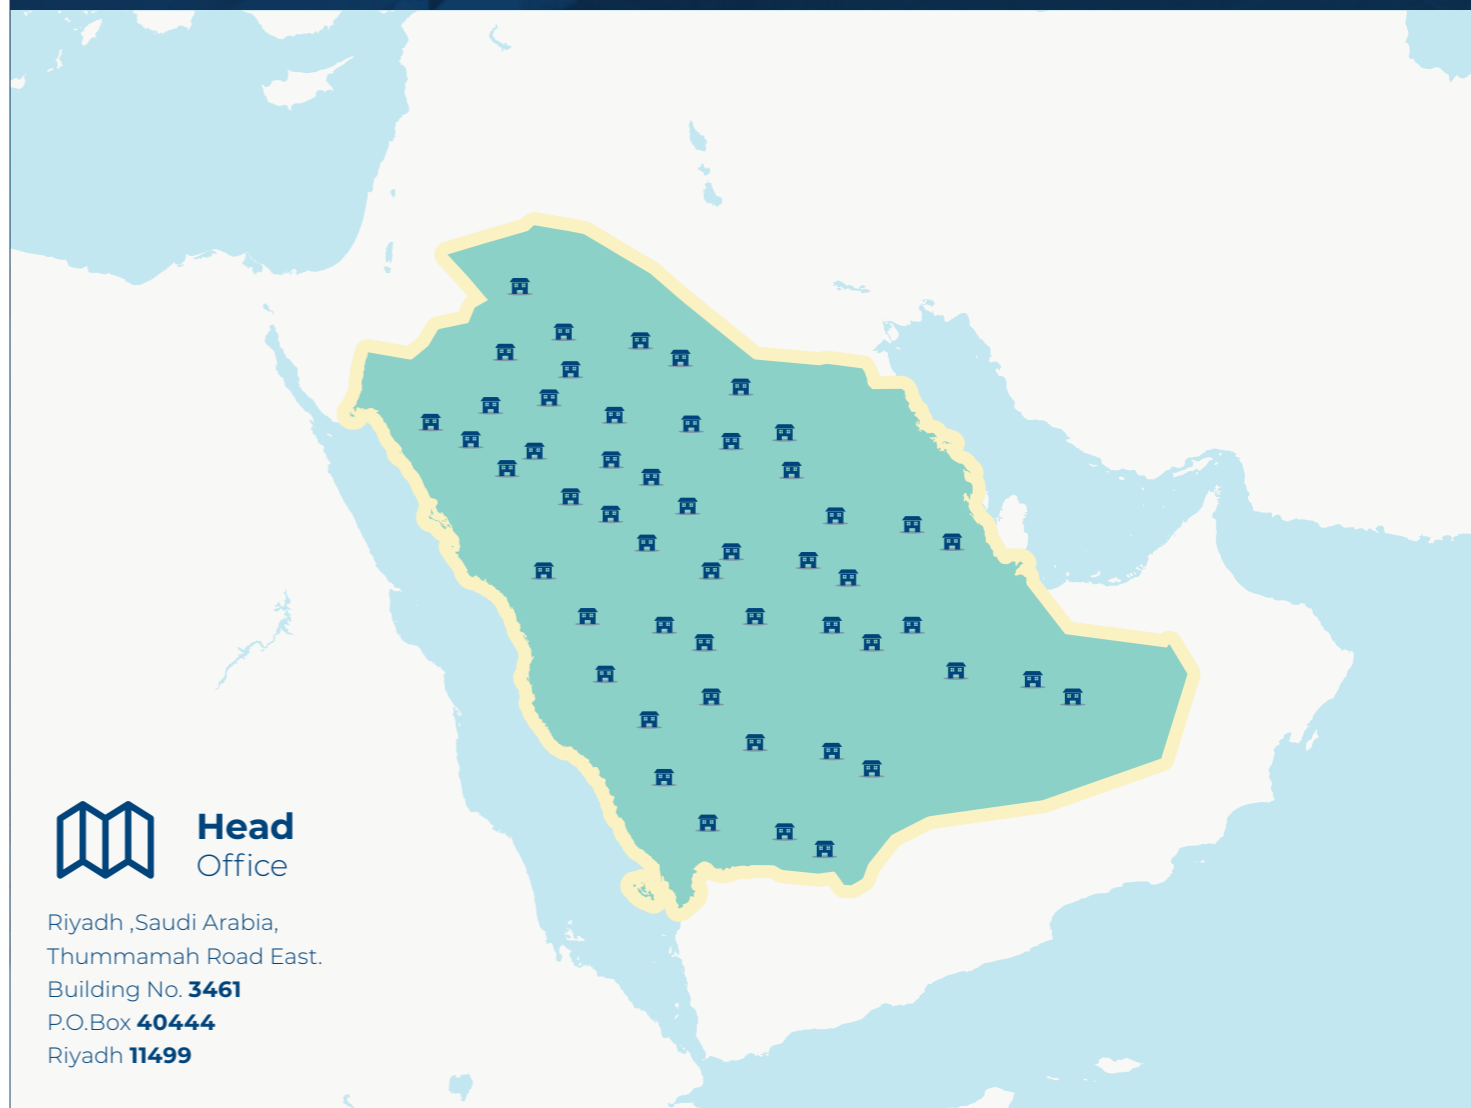 Head
Office
Riyadh ,Saudi Arabia,
Thummamah Road East.
Building No. 3461
P.O.Box 40444
Riyadh 11499